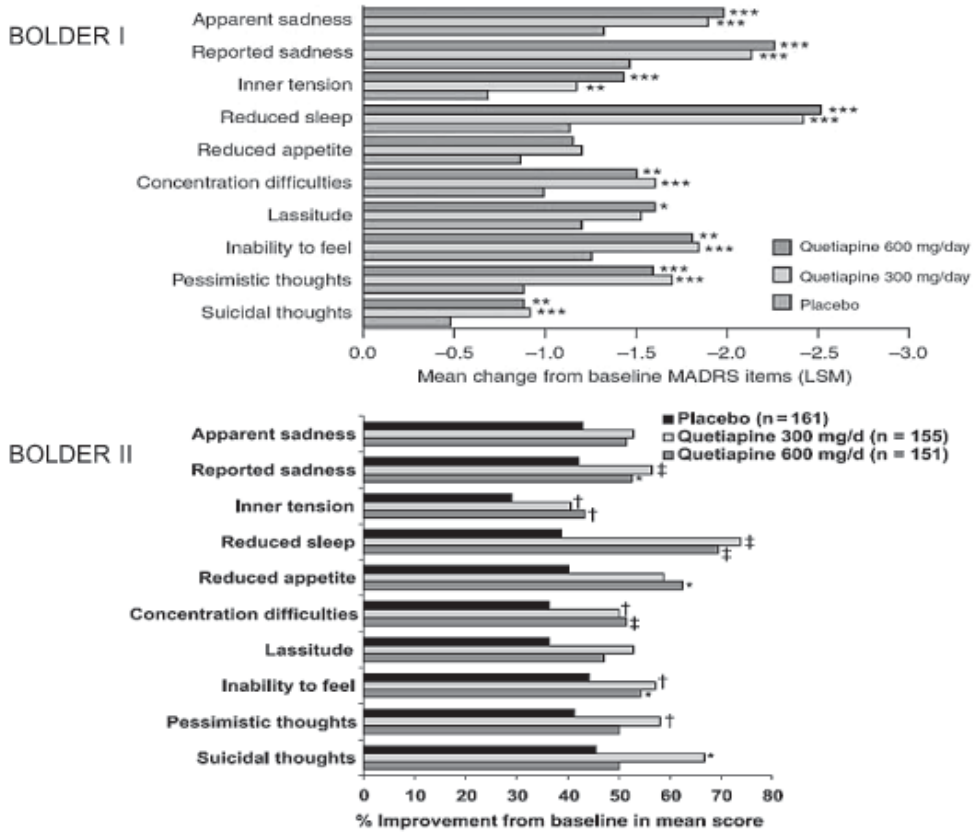 BOLDER I
Apparent sadness
***
***
Reported sadness
***
***
Inner tension
***
**
Reduced sleep
***
***
Reduced appetite
Concentration difficulties
**
***
Lassitude
*
Inability to feel
**
***
Pessimistic thoughts
***
***
Suicidal thoughts
**
***
Quetiapine 600 mg/day
Quetiapine 300 mg/day
Placebo
0.0 –0.5 –1.0 –1.5 –2.0 –2.5 –3.0
Mean change from baseline MADRS items (LSM)
BOLDER II
Placebo (n = 161)
Quetiapine 300 mg/d (n = 155)
Quetiapine 600 mg/d (n = 151)
Apparent sadness
Reported sadness
‡
*
Inner tension
†
†
Reduced sleep
‡
‡
Reduced appetite
*
Concentration difficulties
†
‡
Lassitude
Inability to feel
†
*
Pessimistic thoughts
†
Suicidal thoughts
*
0 10 20 30 40 50 60 70 80
% Improvement from baseline in mean score